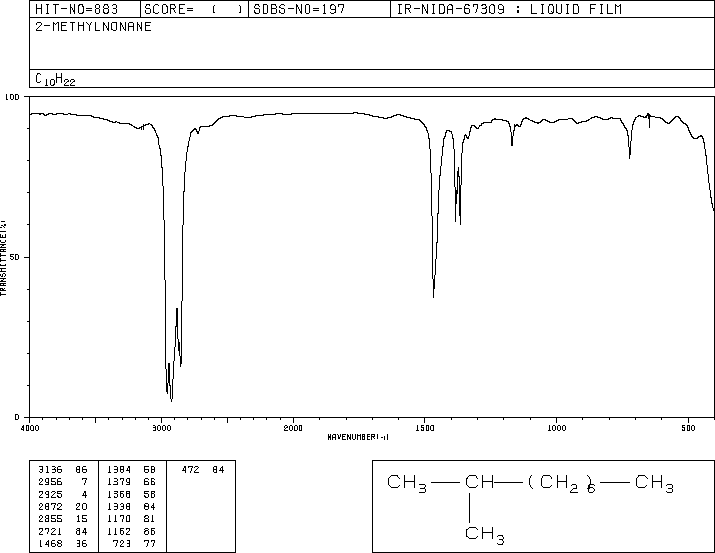 HIT-NO=883 SCORE= ( ) SDBS-NO=197 IR-NIDA-67309 : LIQUID FILM
2-METHYLNONANE
C10H22
100
50
0
TRANSMITTANCE(%)
4000 3000 2000 1500 1000 500
WAVENUMBER(-1)
3136 86 1384 58 472 84
2956 7 1379 66
2925 4 1368 58
2872 20 1338 84
2855 15 1170 81
2721 84 1162 86
1468 36 723 77
CH3 CH (CH2)6 CH3
CH3